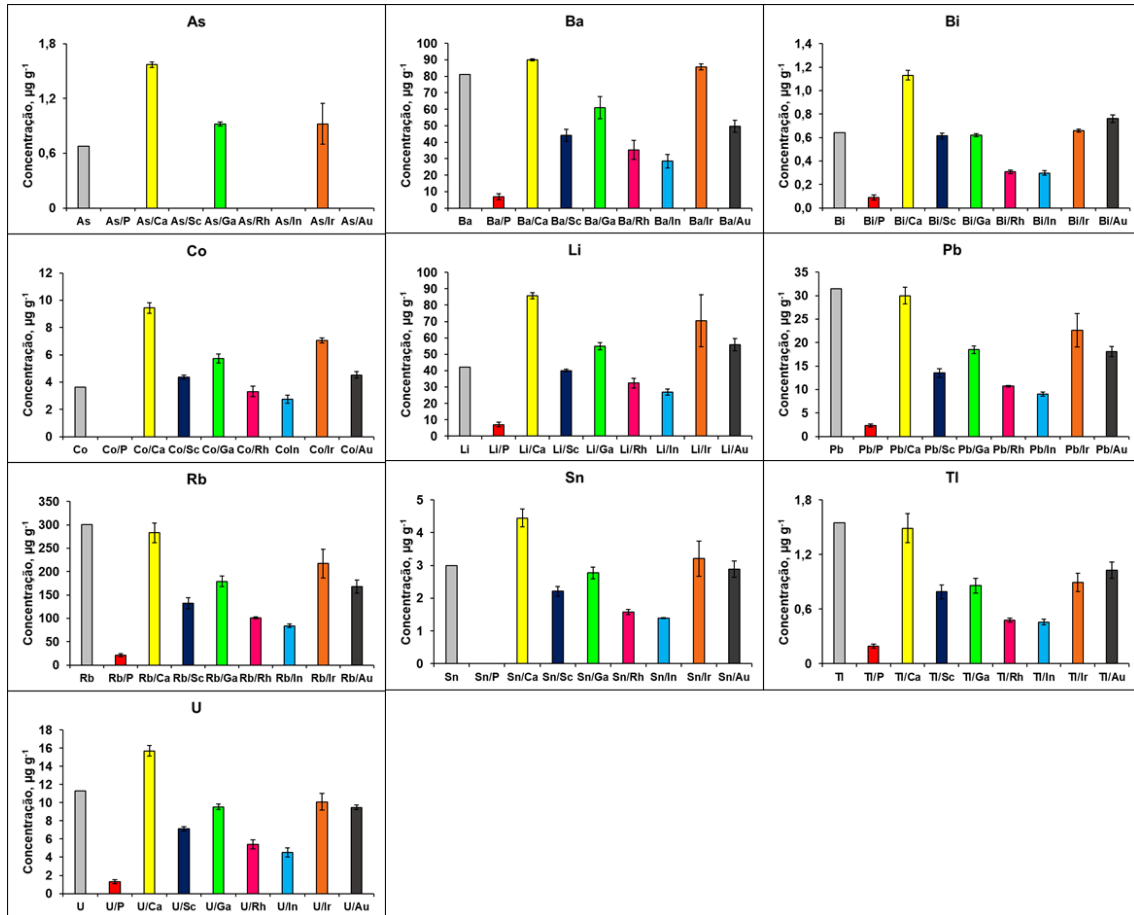 As
Concentração, µg g⁻¹
1,8
1,2
0,6
0
As As/P As/Ca As/Sc As/Ga As/Rh As/In As/Ir As/Au
Ba
Concentração, µg g⁻¹
100
90
80
70
60
50
40
30
20
10
0
Ba Ba/P Ba/Ca Ba/Sc Ba/Ga Ba/Rh Ba/In Ba/Ir Ba/Au
Bi
Concentração, µg g⁻¹
1,4
1,2
1,0
0,8
0,6
0,4
0,2
0,0
Bi Bi/P Bi/Ca Bi/Sc Bi/Ga Bi/Rh Bi/In Bi/Ir Bi/Au
Co
Concentração, µg g⁻¹
12
10
8
6
4
2
0
Co Co/P Co/Ca Co/Sc Co/Ga Co/Rh CoIn Co/Ir Co/Au
Li
Concentração, µg g⁻¹
100
90
80
70
60
50
40
30
20
10
0
Li Li/P Li/Ca Li/Sc Li/Ga Li/Rh Li/In Li/Ir Li/Au
Pb
Concentração, µg g⁻¹
35
30
25
20
15
10
5
0
Pb Pb/P Pb/Ca Pb/Sc Pb/Ga Pb/Rh Pb/In Pb/Ir Pb/Au
Rb
Concentração, µg g⁻¹
350
300
250
200
150
100
50
0
Rb Rb/P Rb/Ca Rb/Sc Rb/Ga Rb/Rh Rb/In Rb/Ir Rb/Au
Sn
Concentração, µg g⁻¹
5
4
3
2
1
0
Sn Sn/P Sn/Ca Sn/Sc Sn/Ga Sn/Rh Sn/In Sn/Ir Sn/Au
Tl
Concentração, µg g⁻¹
1,8
1,2
0,6
0
Tl Tl/P Tl/Ca Tl/Sc Tl/Ga Tl/Rh Tl/In Tl/Ir Tl/Au
U
Concentração, µg g⁻¹
18
16
14
12
10
8
6
4
2
0
U U/P U/Ca U/Sc U/Ga U/Rh U/In U/Ir U/Au